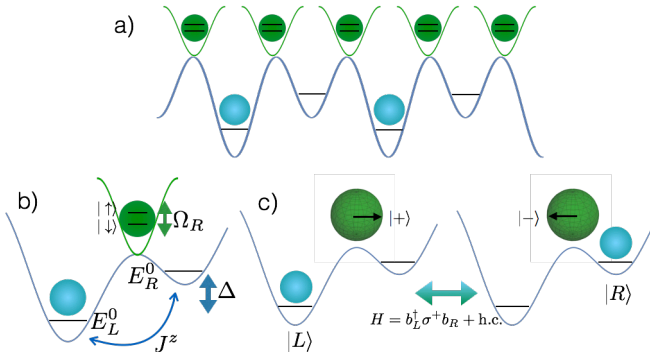 a)
b)
|↑⟩
|↓⟩
Ω_R
E_R^0
E_L^0
Δ
J^z
c)
|+⟩
|−⟩
|L⟩
|R⟩
H = b_L^† σ^+ b_R + h.c.